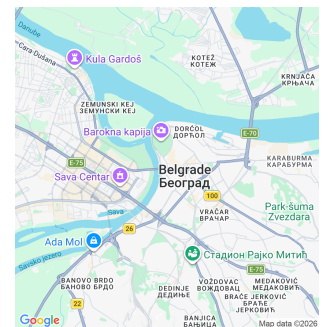 Danube
Cara Dušana
Kula Gardoš
KOTEŽ
КОТЕЖ
KRNJAČA
КРЊАЧА
ZEMUNSKI KEJ
ЗЕМУНСКИ КЕЈ
Barokna kapija
DORĆOL
ДОРЋОЛ
E-70
E-75
Sava Centar
Belgrade
Београд
KARABURMA
КАРАБУРМА
100
Sava
VRAČAR
ВРАЧАР
Park-šuma
Zvezdara
26
Ada Mol
Savsko jezero
Стадион Рајко Митић
E-75
BANOVO BRDO
БАНОВО БРДО
VOŽDOVAC
ВОЖДОВАЦ
MEDAKOVIĆ
МЕДАКОВИЋ
DEDINJE
ДЕДИЊЕ
BRAĆE JERKOVIĆ
БРАЋЕ
ЈЕРКОВИЋ
BANJICA
БАЊИЦА
Google
Map data ©2026